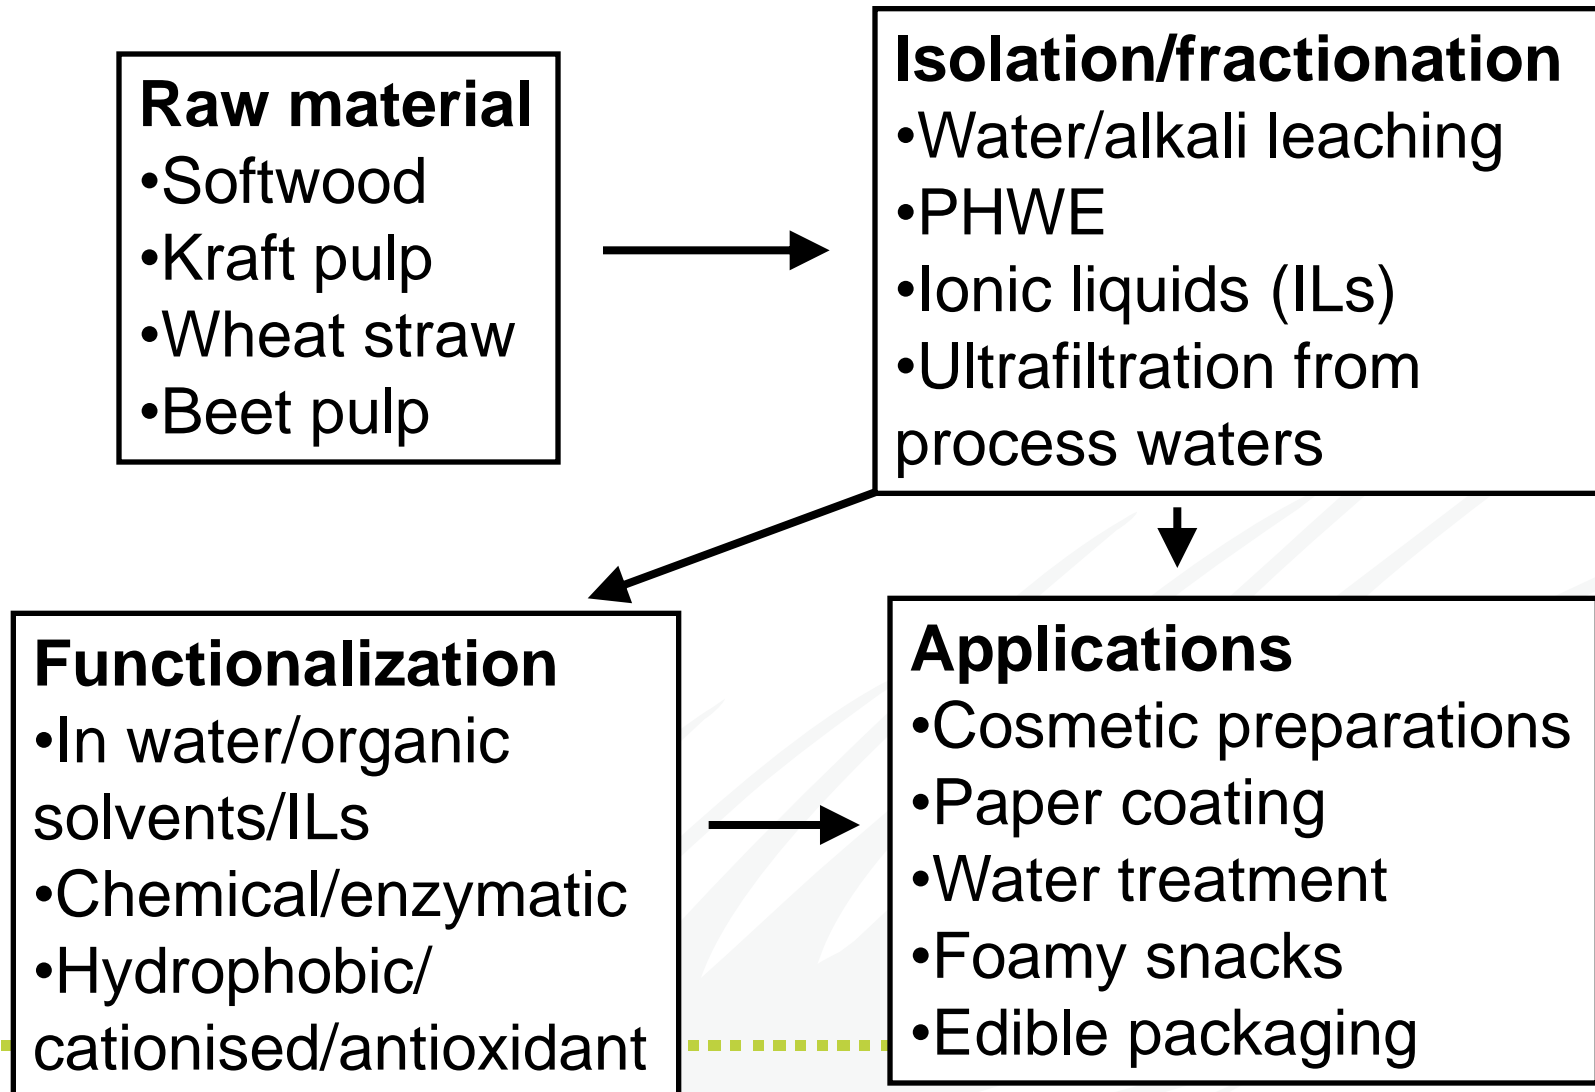 Raw material
•Softwood
•Kraft pulp
•Wheat straw
•Beet pulp
Isolation/fractionation
•Water/alkali leaching
•PHWE
•Ionic liquids (ILs)
•Ultrafiltration from
process waters
Functionalization
•In water/organic
solvents/ILs
•Chemical/enzymatic
•Hydrophobic/
cationised/antioxidant
Applications
•Cosmetic preparations
•Paper coating
•Water treatment
•Foamy snacks
•Edible packaging